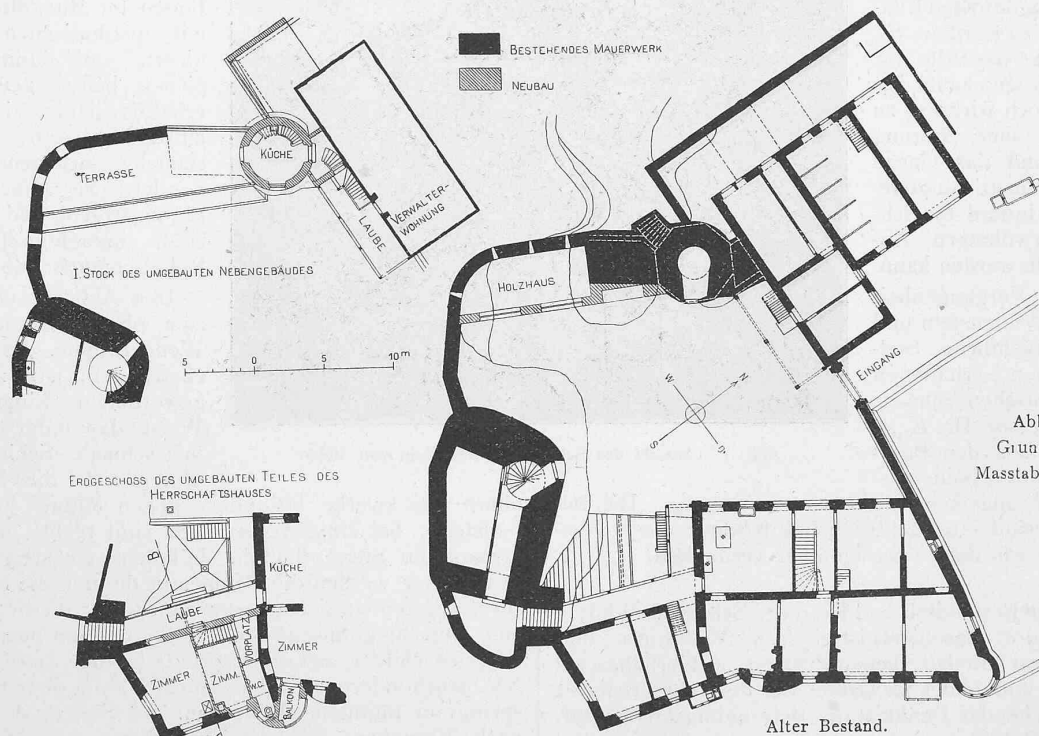 BESTEHENDES MAUERWERK
NEUBAU
KÜCHE
TERRASSE
LAUBE
VERWALTER-
WOHNUNG
I. STOCK DES UMGEBAUTEN NEBENGEBÄUDES
5 0 5 10 m
HOLZHAUS
EINGANG
W N
S
Abl
Grun
Masstab
ERDGESCHOSS DES UMGEBAUTEN TEILES DES
HERRSCHAFTSHAUSES
B
KÜCHE
LAUBE
VORPLATZ
ZIMMER
ZIMMER
ZIMM.
W.C.
BALKON
Alter Bestand.